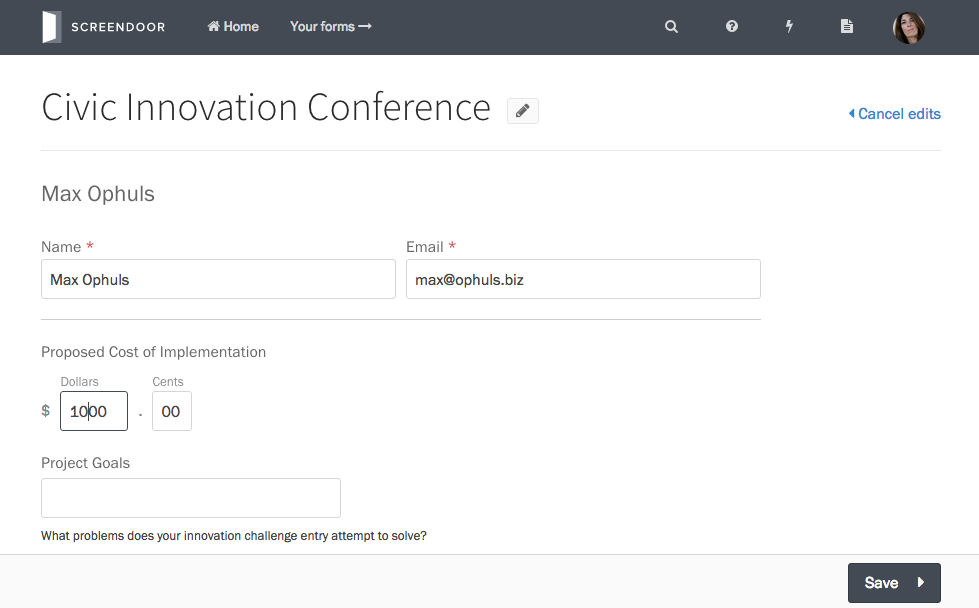 SCREENDOOR Home Your forms →
Civic Innovation Conference
Cancel edits
Max Ophuls
Name * Email *
Max Ophuls max@ophuls.biz
Proposed Cost of Implementation
Dollars Cents
$ 1000 . 00
Project Goals
What problems does your innovation challenge entry attempt to solve?
Save